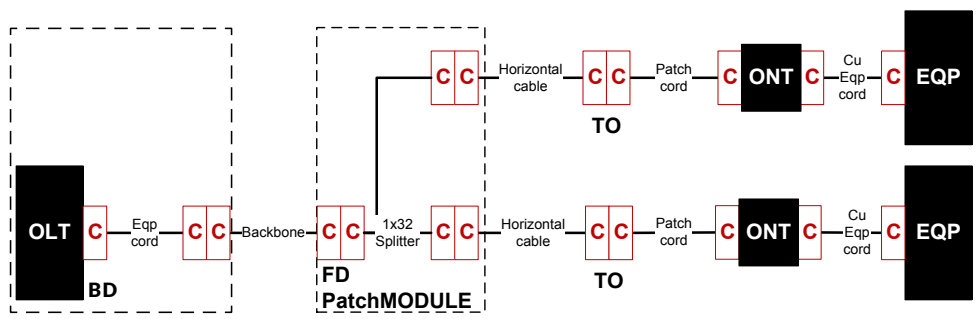 C C Horizontal cable C C Patch cord C ONT C Cu Eqp cord C EQP
TO
OLT C Eqp cord C C Backbone C C 1x32 Splitter C C Horizontal cable C C Patch cord C ONT C Cu Eqp cord C EQP
BD
FD
PatchMODULE
TO